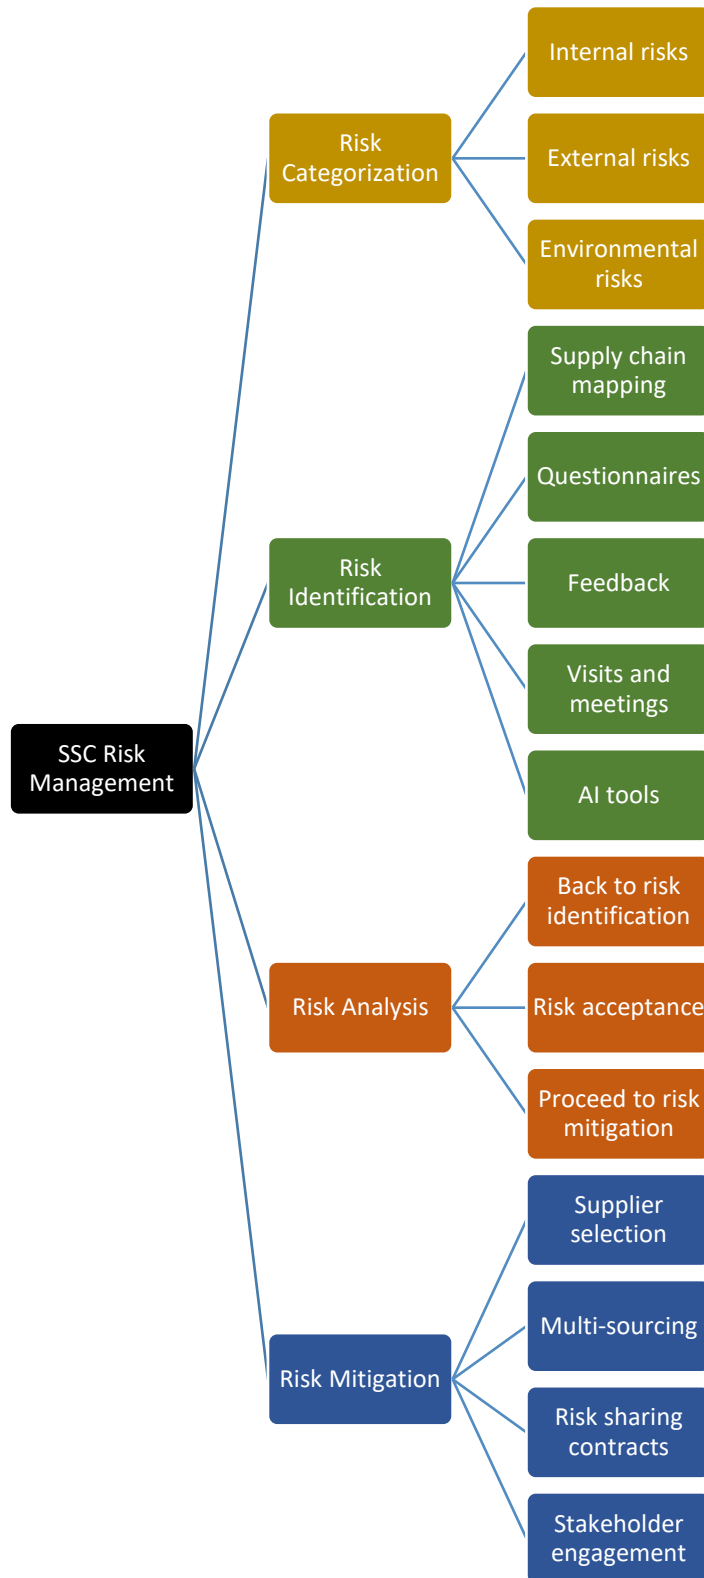 Internal risks
Risk
Categorization
External risks
Environmental
risks
Supply chain
mapping
Questionnaires
Risk
Identification
Feedback
Visits and
meetings
SSC Risk
Management
AI tools
Back to risk
identification
Risk Analysis
Risk acceptance
Proceed to risk
mitigation
Supplier
selection
Multi-sourcing
Risk Mitigation
Risk sharing
contracts
Stakeholder
engagement